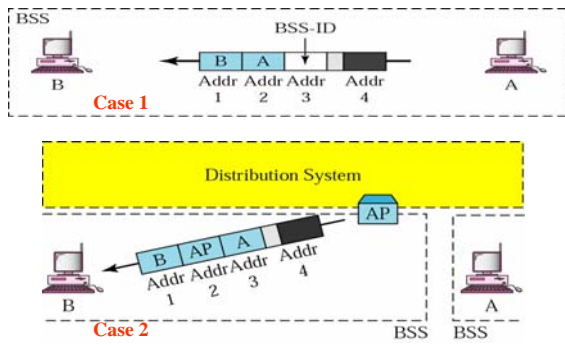 BSS
BSS-ID
B A
Addr Addr Addr Addr
1 2 3 4
B
A
Case 1
Distribution System
AP
B AP A
Addr Addr Addr Addr
1 2 3 4
B
A
Case 2
BSS BSS